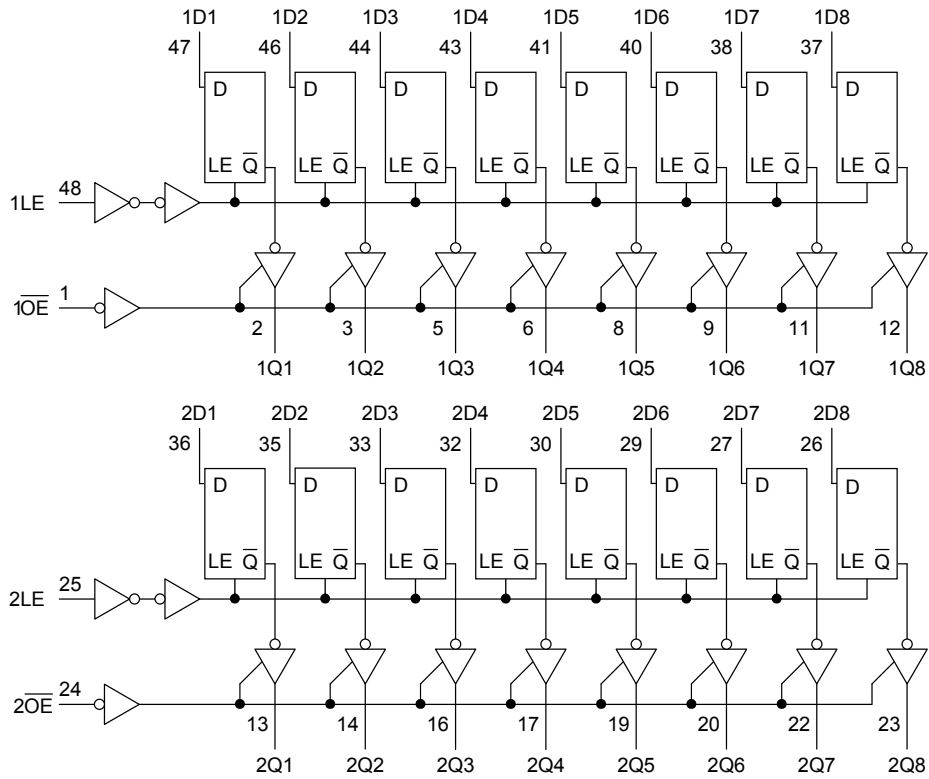 1D1 1D2 1D3 1D4 1D5 1D6 1D7 1D8
47 46 44 43 41 40 38 37
D D D D D D D D
LE Q̅ LE Q̅ LE Q̅ LE Q̅ LE Q̅ LE Q̅ LE Q̅ LE Q̅
1LE 48
1O̅E̅ 1
2 3 5 6 8 9 11 12
1Q1 1Q2 1Q3 1Q4 1Q5 1Q6 1Q7 1Q8
2D1 2D2 2D3 2D4 2D5 2D6 2D7 2D8
36 35 33 32 30 29 27 26
D D D D D D D D
LE Q̅ LE Q̅ LE Q̅ LE Q̅ LE Q̅ LE Q̅ LE Q̅ LE Q̅
2LE 25
2O̅E̅ 24
13 14 16 17 19 20 22 23
2Q1 2Q2 2Q3 2Q4 2Q5 2Q6 2Q7 2Q8